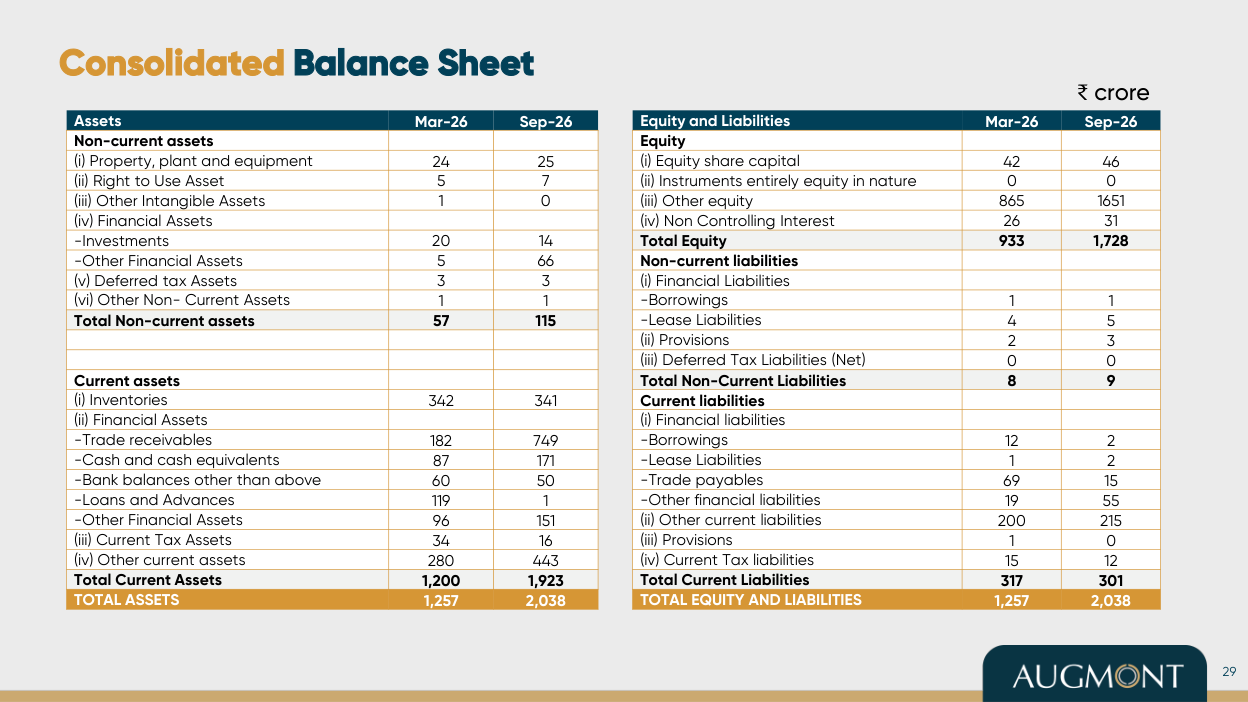 Consolidated Balance Sheet
₹ crore
Assets Mar-26 Sep-26
Non-current assets
(i) Property, plant and equipment 24 25
(ii) Right to Use Asset 5 7
(iii) Other Intangible Assets 1 0
(iv) Financial Assets
-Investments 20 14
-Other Financial Assets 5 66
(v) Deferred tax Assets 3 3
(vi) Other Non- Current Assets 1 1
Total Non-current assets 57 115
Current assets
(i) Inventories 342 341
(ii) Financial Assets
-Trade receivables 182 749
-Cash and cash equivalents 87 171
-Bank balances other than above 60 50
-Loans and Advances 119 1
-Other Financial Assets 96 151
(iii) Current Tax Assets 34 16
(iv) Other current assets 280 443
Total Current Assets 1,200 1,923
TOTAL ASSETS 1,257 2,038
Equity and Liabilities Mar-26 Sep-26
Equity
(i) Equity share capital 42 46
(ii) Instruments entirely equity in nature 0 0
(iii) Other equity 865 1651
(iv) Non Controlling Interest 26 31
Total Equity 933 1,728
Non-current liabilities
(i) Financial Liabilities
-Borrowings 1 1
-Lease Liabilities 4 5
(ii) Provisions 2 3
(iii) Deferred Tax Liabilities (Net) 0 0
Total Non-Current Liabilities 8 9
Current liabilities
(i) Financial liabilities
-Borrowings 12 2
-Lease Liabilities 1 2
-Trade payables 69 15
-Other financial liabilities 19 55
(ii) Other current liabilities 200 215
(iii) Provisions 1 0
(iv) Current Tax liabilities 15 12
Total Current Liabilities 317 301
TOTAL EQUITY AND LIABILITIES 1,257 2,038
AUGMONT
29